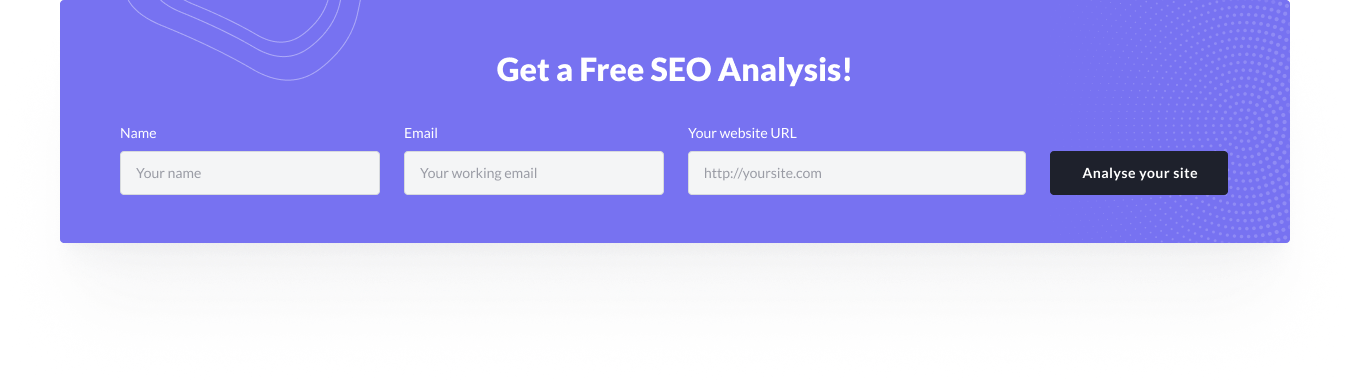 Get a Free SEO Analysis!
Name
Email
Your website URL
Your name
Your working email
http://yoursite.com
Analyse your site